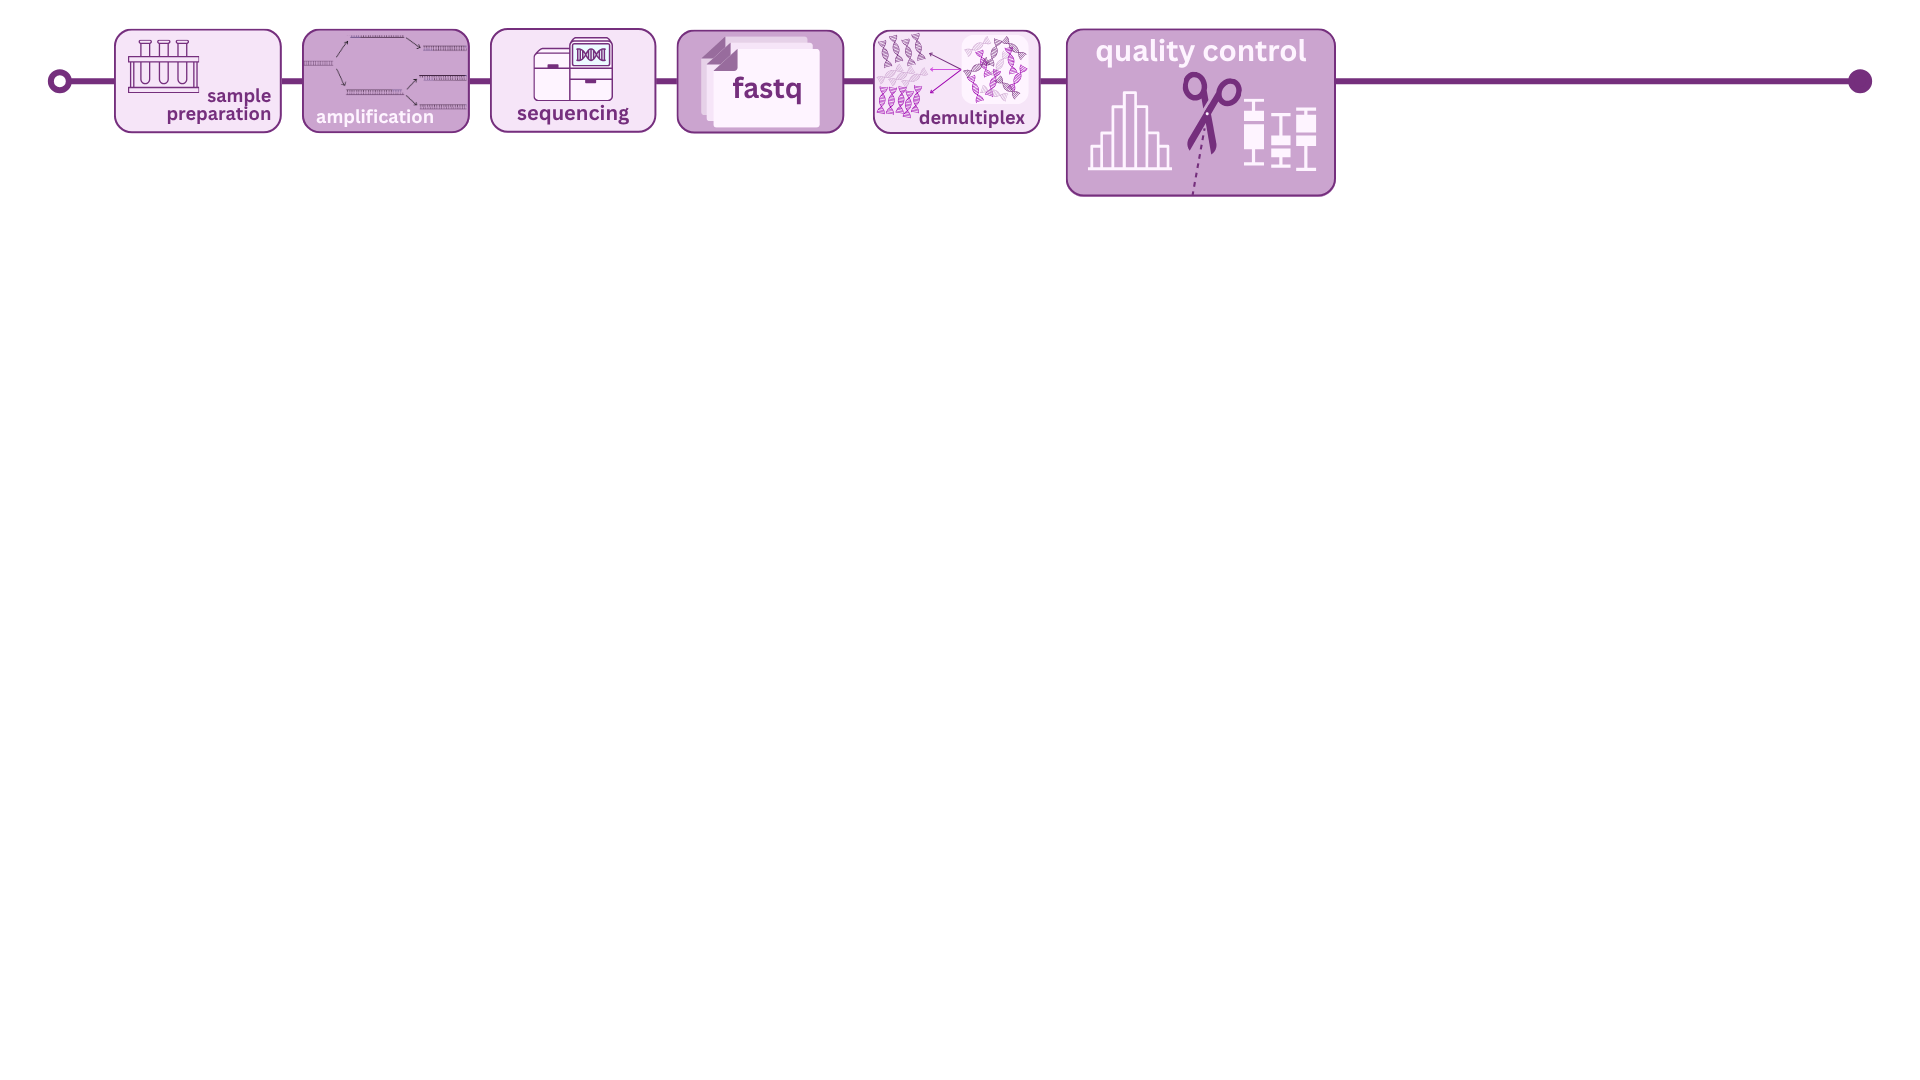 sample
preparation
amplification
sequencing
fastq
demultiplex
quality control